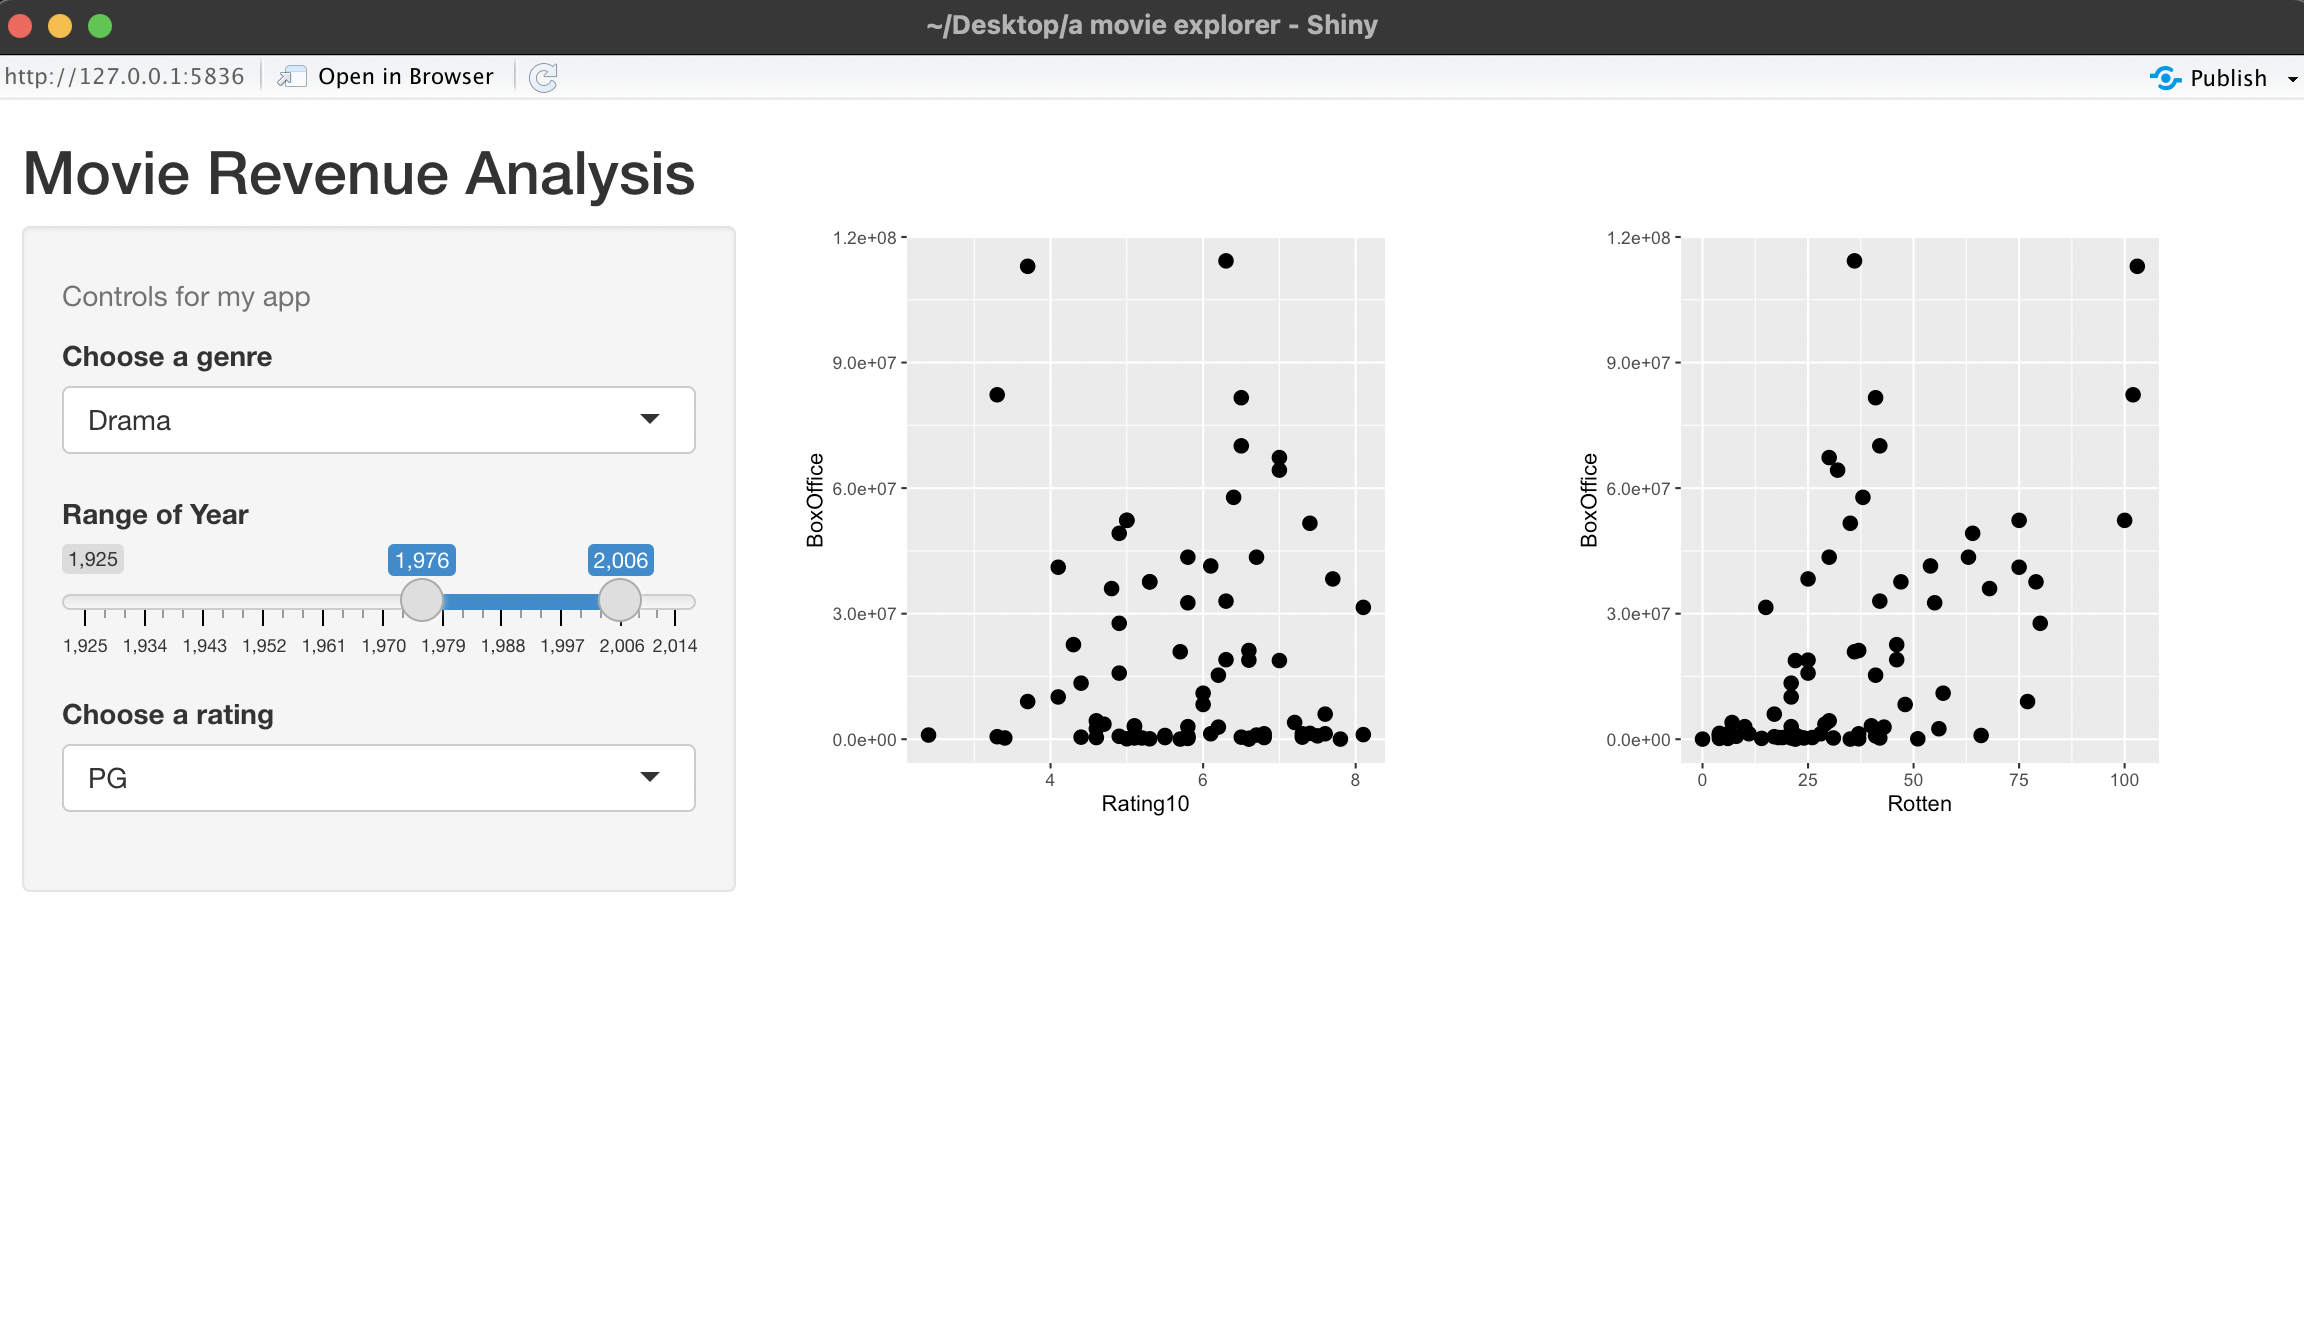 ~/Desktop/a movie explorer - Shiny
http://127.0.0.1:5836 Open in Browser Publish
Movie Revenue Analysis
Controls for my app
Choose a genre
Drama
Range of Year
1,925 1,976 2,006
1,925 1,934 1,943 1,952 1,961 1,970 1,979 1,988 1,997 2,006 2,014
Choose a rating
PG
1.2e+08
9.0e+07
6.0e+07
3.0e+07
0.0e+00
BoxOffice
4 6 8
Rating10
1.2e+08
9.0e+07
6.0e+07
3.0e+07
0.0e+00
BoxOffice
0 25 50 75 100
Rotten